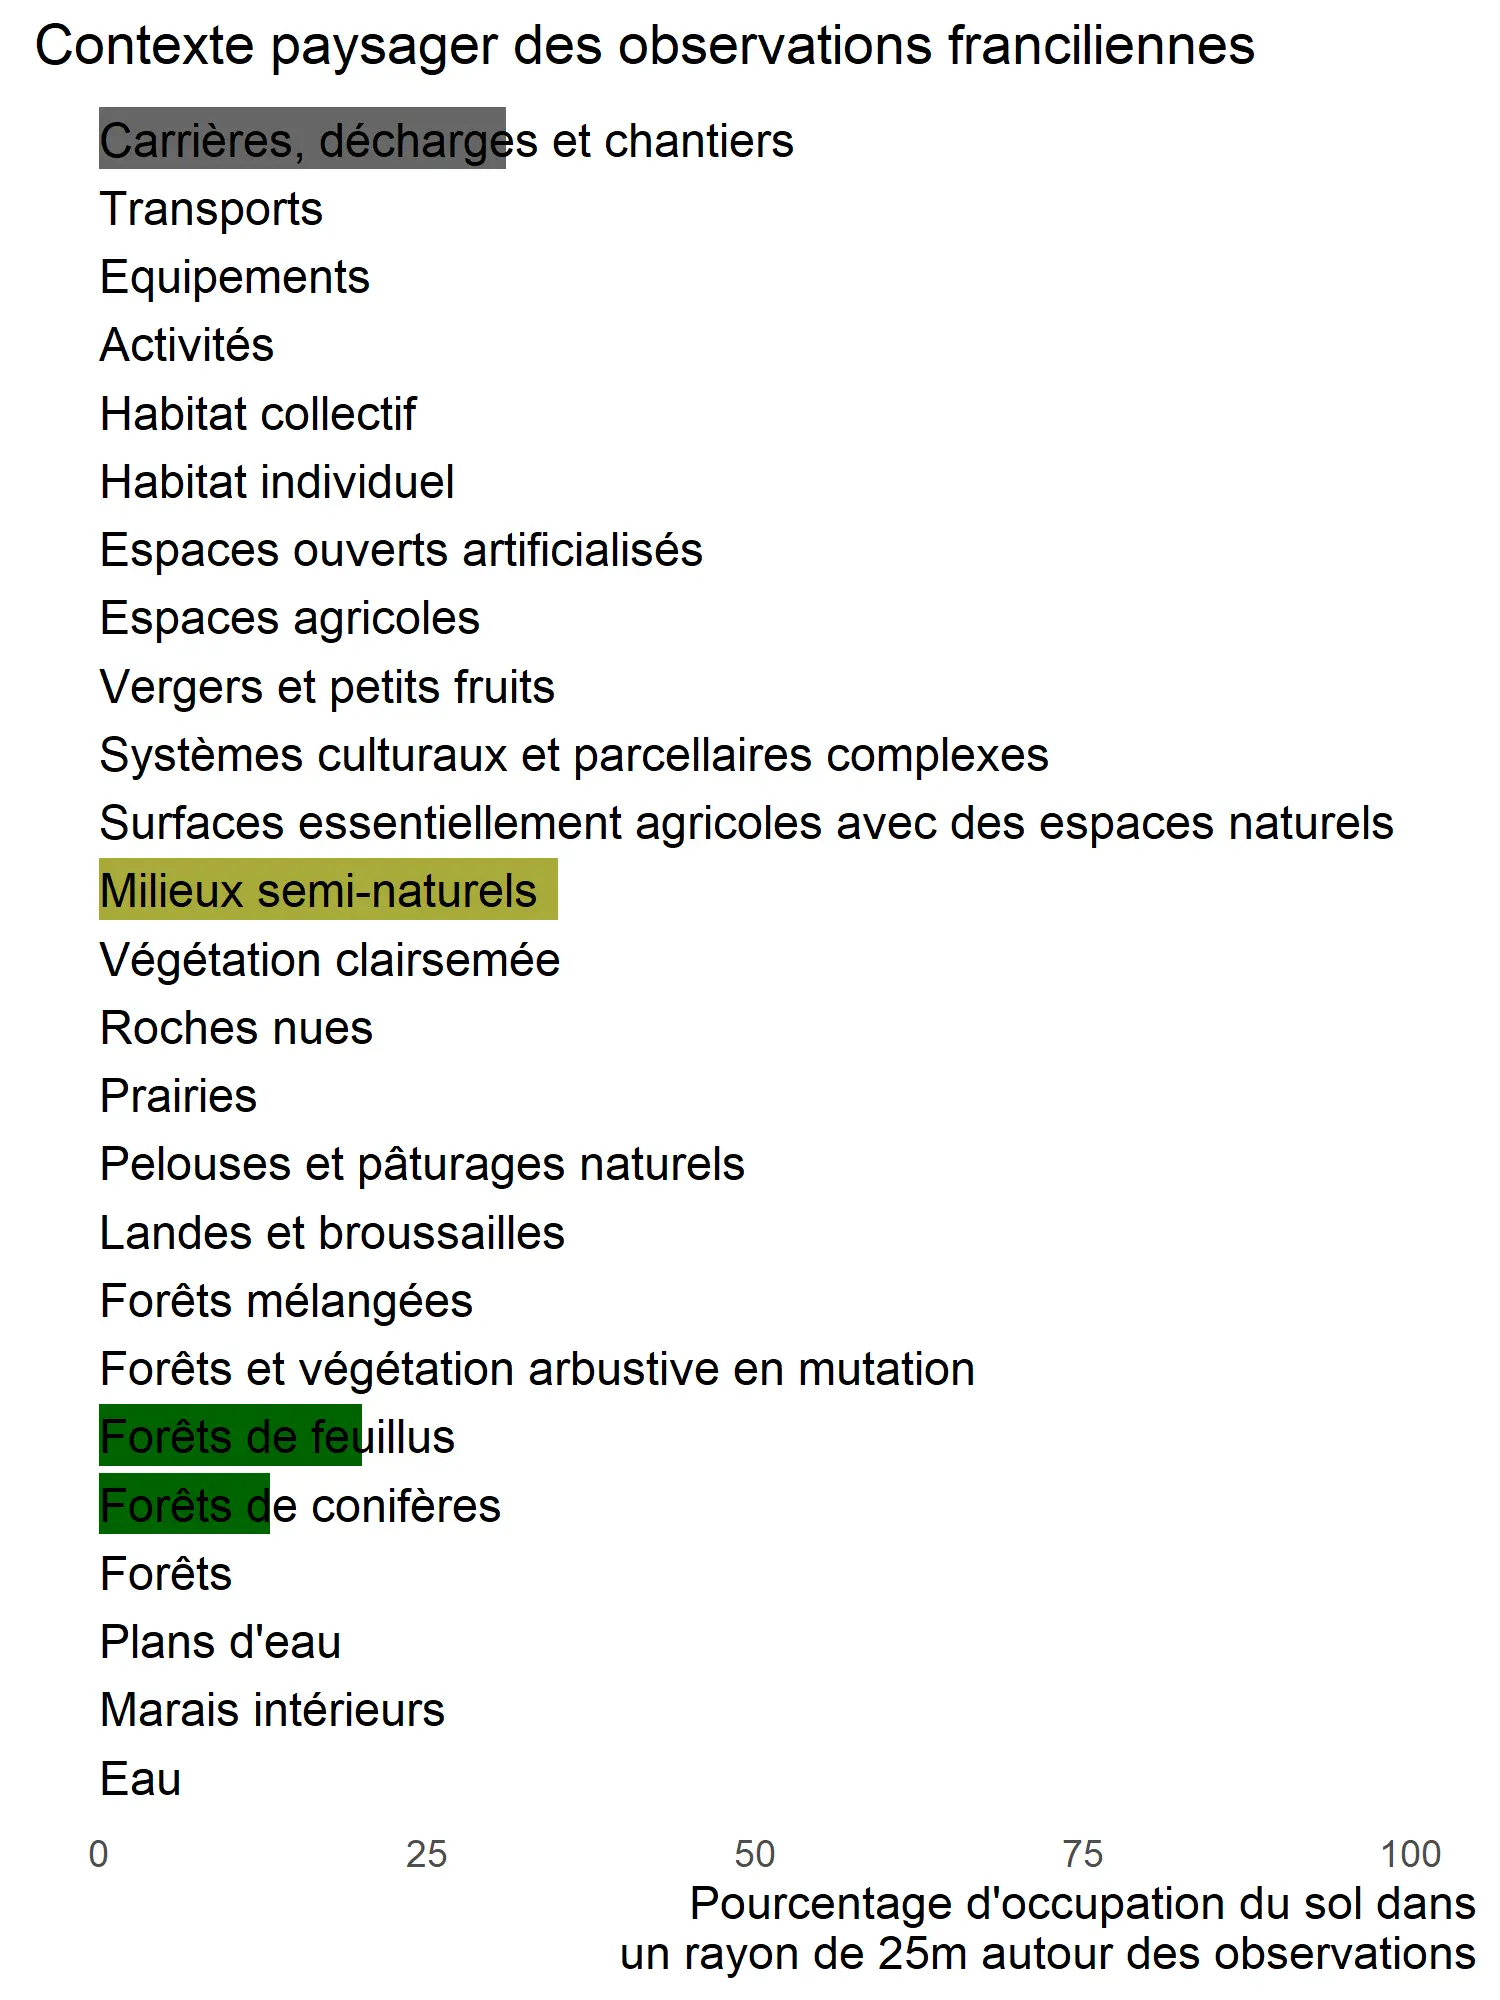 Contexte paysager des observations franciliennes
Carrières, décharges et chantiers
Transports
Equipements
Activités
Habitat collectif
Habitat individuel
Espaces ouverts artificialisés
Espaces agricoles
Vergers et petits fruits
Systèmes culturaux et parcellaires complexes
Surfaces essentiellement agricoles avec des espaces naturels
Milieux semi-naturels
Végétation clairsemée
Roches nues
Prairies
Pelouses et pâturages naturels
Landes et broussailles
Forêts mélangées
Forêts et végétation arbustive en mutation
Forêts de feuillus
Forêts de conifères
Forêts
Plans d'eau
Marais intérieurs
Eau
0 25 50 75 100
Pourcentage d'occupation du sol dans
un rayon de 25m autour des observations